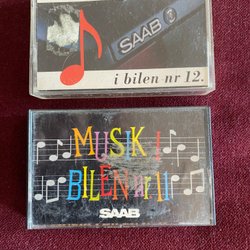 SAAB
i bilen nr 12.
MUSIK I
BILEN nr 11
SAAB